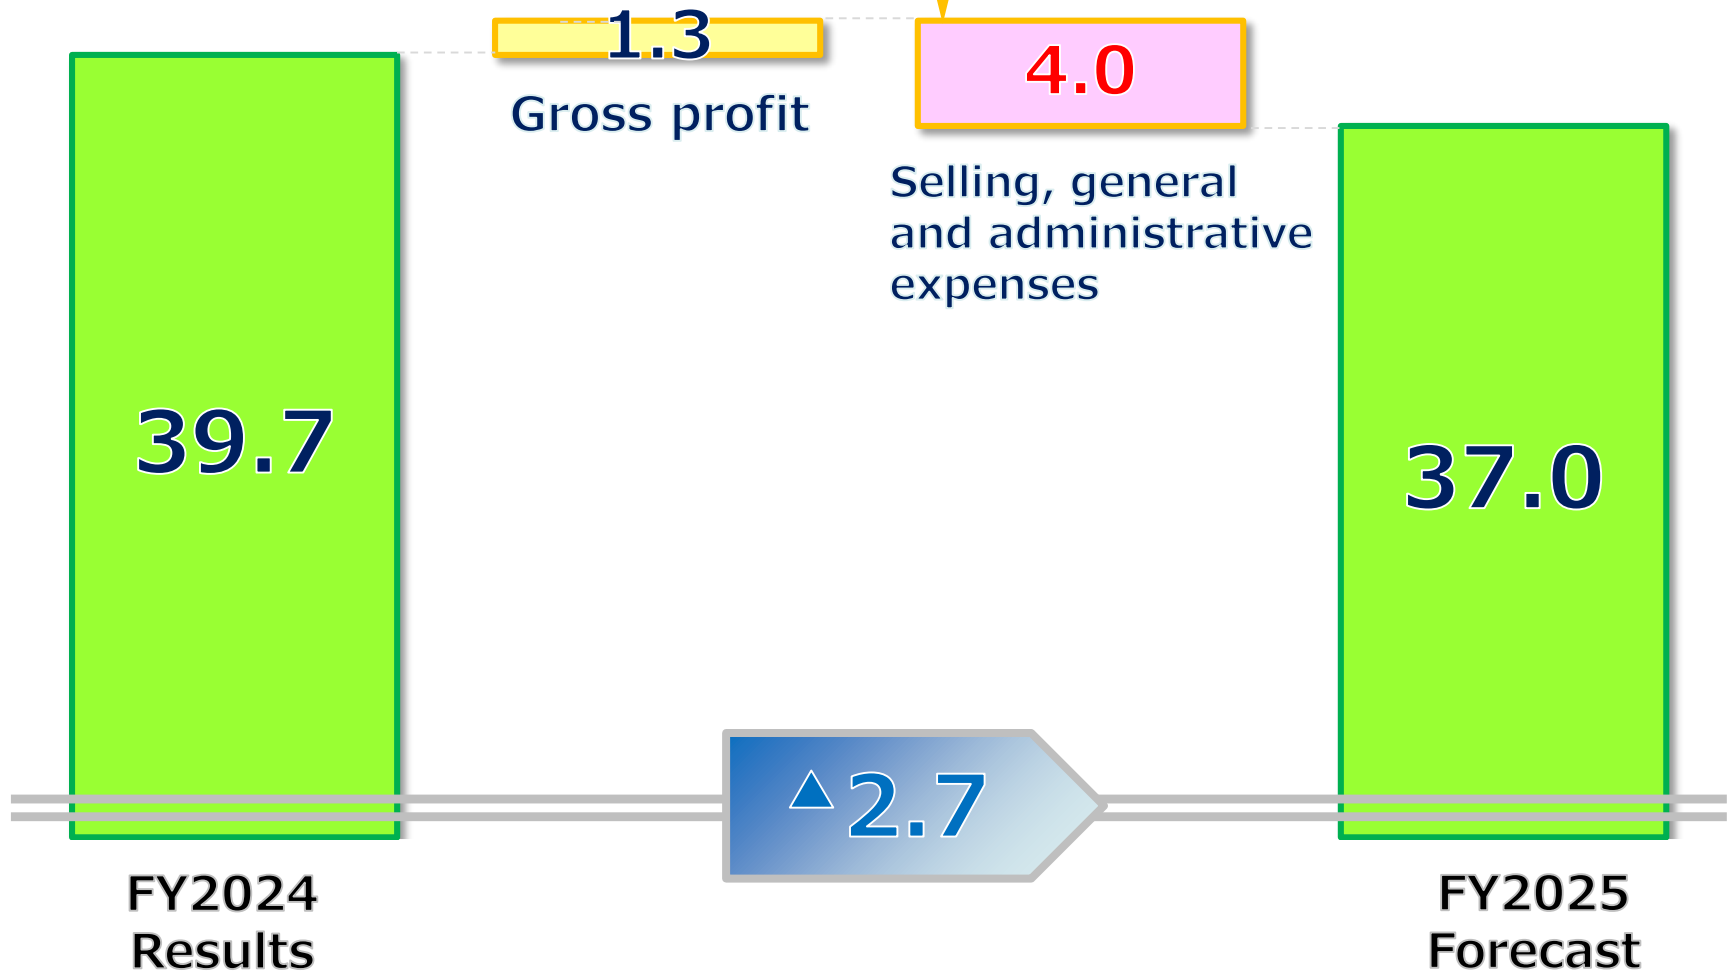 1.3
4.0
Gross profit
Selling, general
and administrative
expenses
39.7
37.0
▲2.7
FY2024
Results
FY2025
Forecast